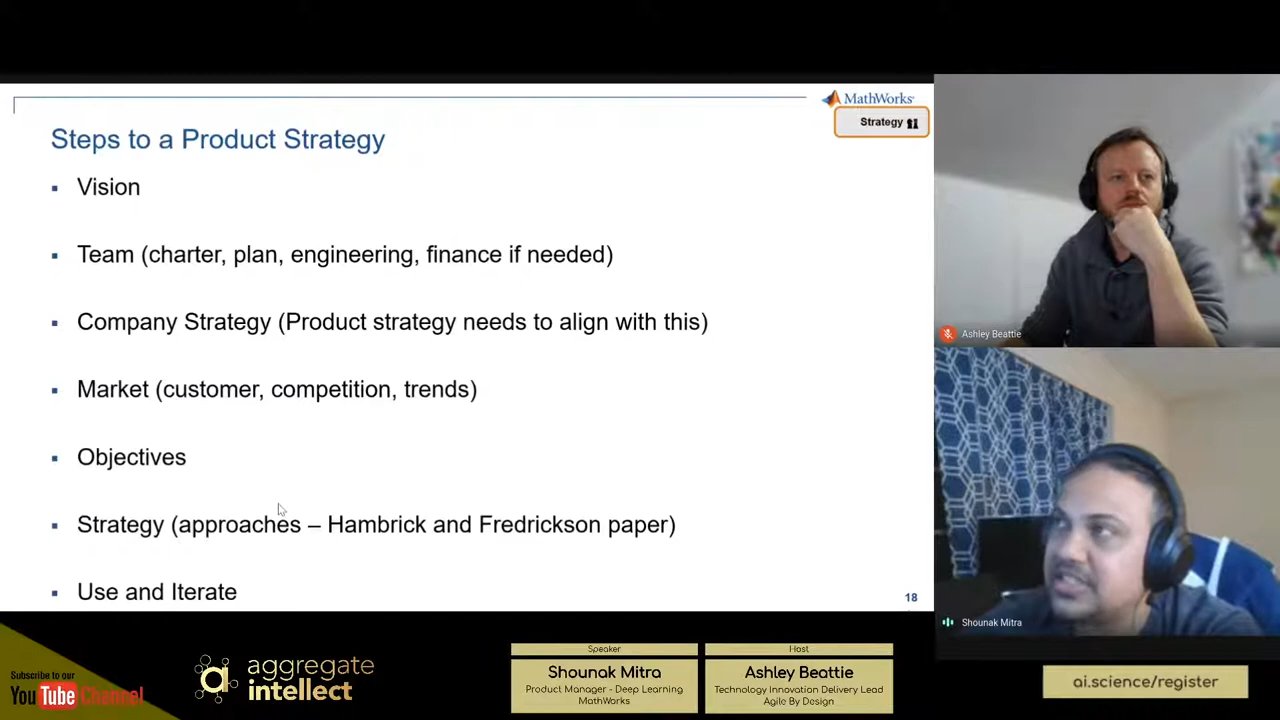 MathWorks
Strategy
Steps to a Product Strategy
Vision
Team (charter, plan, engineering, finance if needed)
Company Strategy (Product strategy needs to align with this)
Market (customer, competition, trends)
Objectives
Strategy (approaches – Hambrick and Fredrickson paper)
Use and Iterate
18
Ashley Beattie
Shounak Mitra
Subscribe to our
YouTube Channel
aggregate
intellect
Speaker
Shounak Mitra
Product Manager - Deep Learning
MathWorks
Host
Ashley Beattie
Technology Innovation Delivery Lead
Agile By Design
ai.science/register